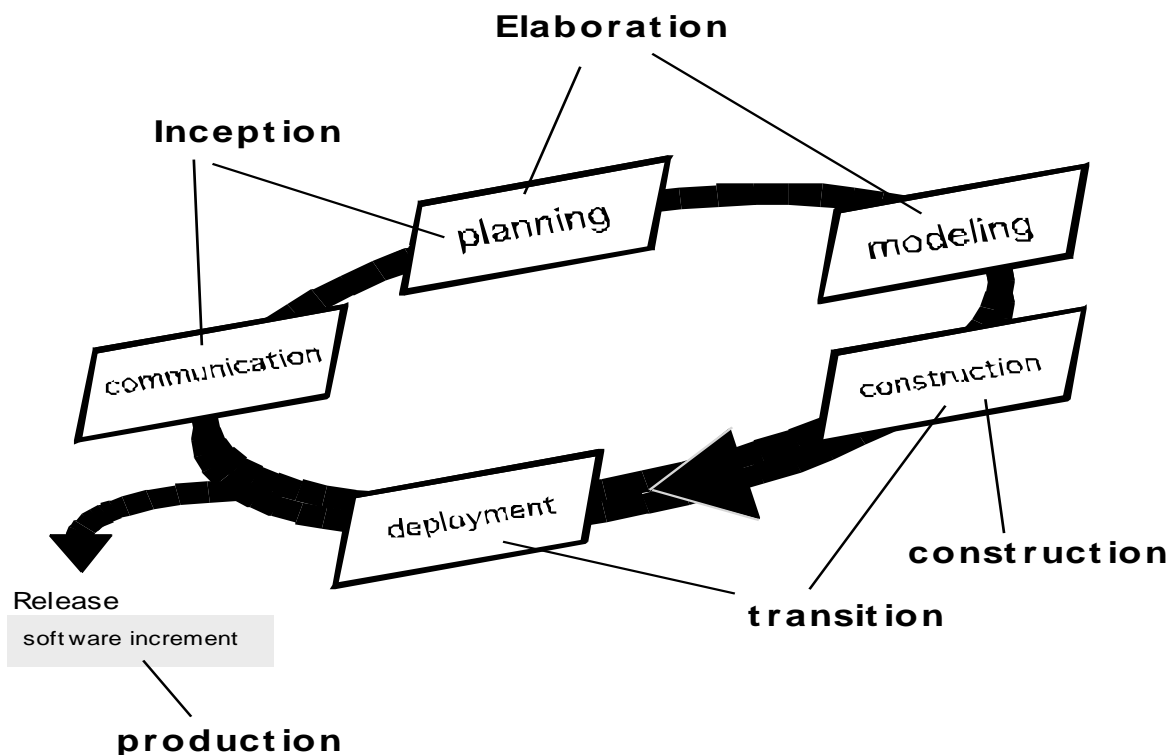 Elaboration
Inception
planning
modeling
communication
construction
deployment
construction
Release
transition
software increment
production